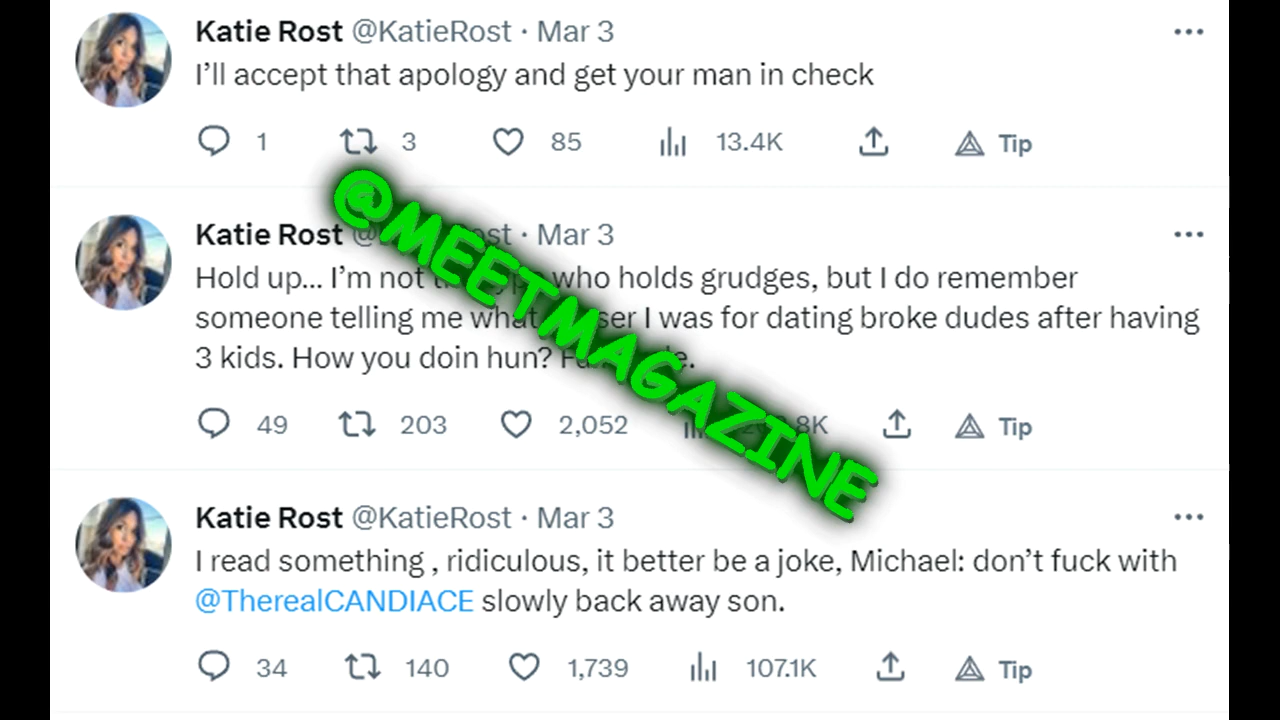 Katie Rost @KatieRost · Mar 3
I'll accept that apology and get your man in check
1 3 85 13.4K Tip
Katie Rost · Mar 3
Hold up... I'm not who holds grudges, but I do remember
someone telling me what I was for dating broke dudes after having
3 kids. How you doin hun?
49 203 2,052 Tip
@MEETMAGAZINE
Katie Rost @KatieRost · Mar 3
I read something , ridiculous, it better be a joke, Michael: don't fuck with
@TherealCANDIACE slowly back away son.
34 140 1,739 107.1K Tip